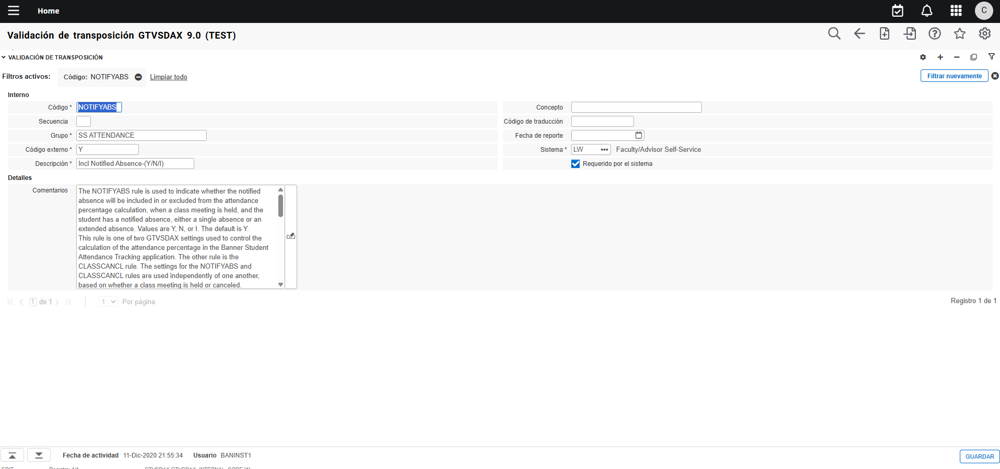 Home
C
Validación de transposición GTVSDAX 9.0 (TEST)
VALIDACIÓN DE TRANSPOSICIÓN
Filtros activos: Código: NOTIFYABS Limpiar todo Filtrar nuevamente
Interno
Código * NOTIFYABS
Secuencia
Grupo * SS ATTENDANCE
Código externo * Y
Descripción * Incl Notified Absence-(Y/N/I)
Concepto
Código de traducción
Fecha de reporte
Sistema * LW ••• Faculty/Advisor Self-Service
Requerido por el sistema
Detalles
Comentarios
The NOTIFYABS rule is used to indicate whether the notified
absence will be included in or excluded from the attendance
percentage calculation, when a class meeting is held, and the
student has a notified absence, either a single absence or an
extended absence. Values are Y, N, or I. The default is Y.
This rule is one of two GTVSDAX settings used to control the
calculation of the attendance percentage in the Banner Student
Attendance Tracking application. The other rule is the
CLASSCANCL rule. The settings for the NOTIFYABS and
CLASSCANCL rules are used independently of one another,
based on whether a class meeting is held or canceled.
1 de 1 1 Por página Registro 1 de 1
Fecha de actividad 11-Dic-2020 21:55:34 Usuario BANINST1 GUARDAR
EDIT Registro: 1/1 GTVSDAX.GTVSDAX_INTERNAL_CODE [1]